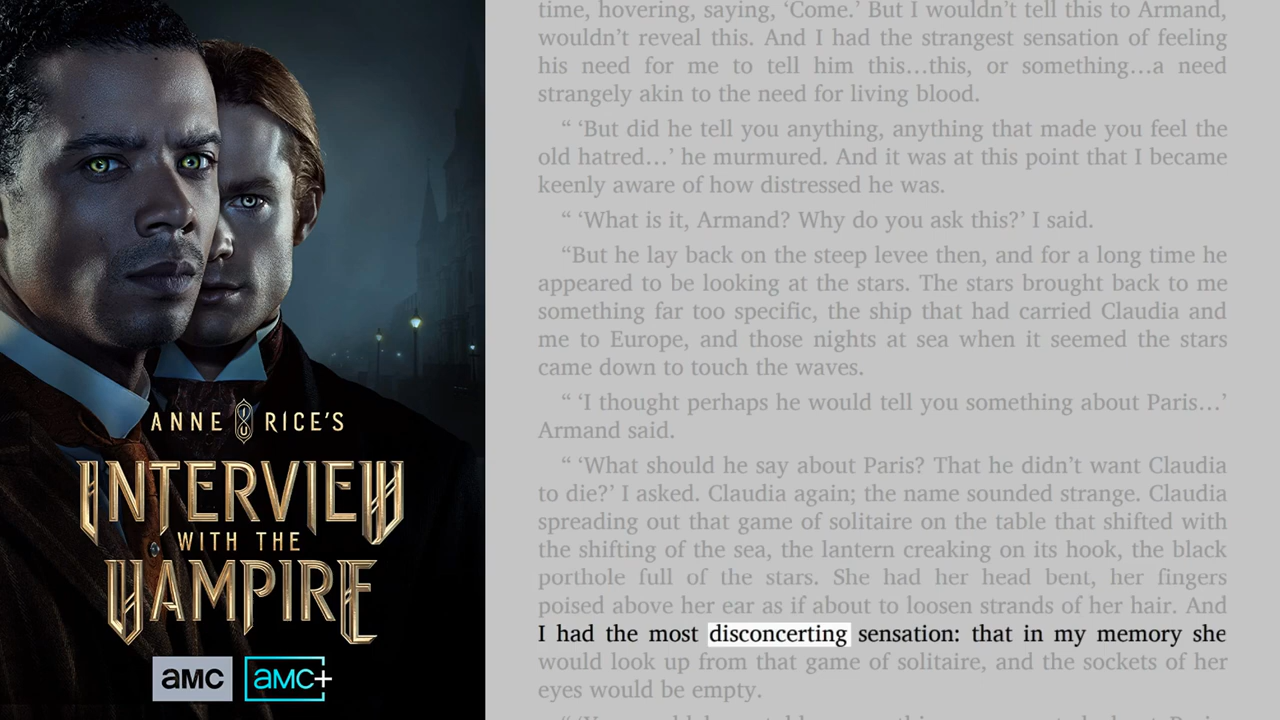 ANNE RICE'S
INTERVIEW
WITH THE
VAMPIRE
aMC
aMC+
time, hovering, saying, ‘Come.’ But I wouldn’t tell this to Armand,
wouldn’t reveal this. And I had the strangest sensation of feeling
his need for me to tell him this…this, or something…a need
strangely akin to the need for living blood.
“ ‘But did he tell you anything, anything that made you feel the
old hatred…’ he murmured. And it was at this point that I became
keenly aware of how distressed he was.
“ ‘What is it, Armand? Why do you ask this?’ I said.
“But he lay back on the steep levee then, and for a long time he
appeared to be looking at the stars. The stars brought back to me
something far too specific, the ship that had carried Claudia and
me to Europe, and those nights at sea when it seemed the stars
came down to touch the waves.
“ ‘I thought perhaps he would tell you something about Paris…’
Armand said.
“ ‘What should he say about Paris? That he didn’t want Claudia
to die?’ I asked. Claudia again; the name sounded strange. Claudia
spreading out that game of solitaire on the table that shifted with
the shifting of the sea, the lantern creaking on its hook, the black
porthole full of the stars. She had her head bent, her fingers
poised above her ear as if about to loosen strands of her hair. And
I had the most disconcerting sensation: that in my memory she
would look up from that game of solitaire, and the sockets of her
eyes would be empty.